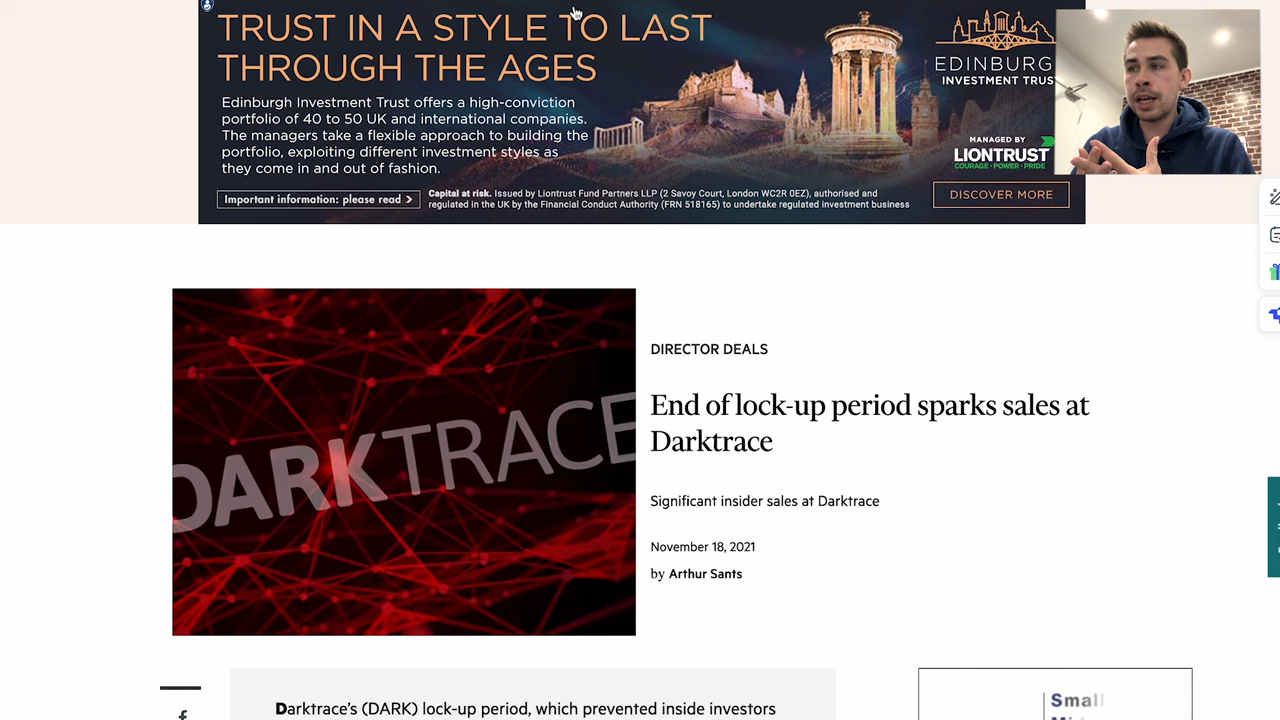 TRUST IN A STYLE TO LAST
THROUGH THE AGES
Edinburgh Investment Trust offers a high-conviction
portfolio of 40 to 50 UK and international companies.
The managers take a flexible approach to building the
portfolio, exploiting different investment styles as
they come in and out of fashion.
Important information: please read >
Capital at risk. Issued by Liontrust Fund Partners LLP (2 Savoy Court, London WC2R 0EZ), authorised and
regulated in the UK by the Financial Conduct Authority (FRN 518165) to undertake regulated investment business
EDINBURG
INVESTMENT TRUS
MANAGED BY
LIONTRUST
COURAGE · POWER · PRIDE
DISCOVER MORE
DARKTRACE
DIRECTOR DEALS
End of lock-up period sparks sales at
Darktrace
Significant insider sales at Darktrace
November 18, 2021
by Arthur Sants
Darktrace's (DARK) lock-up period, which prevented inside investors
Small